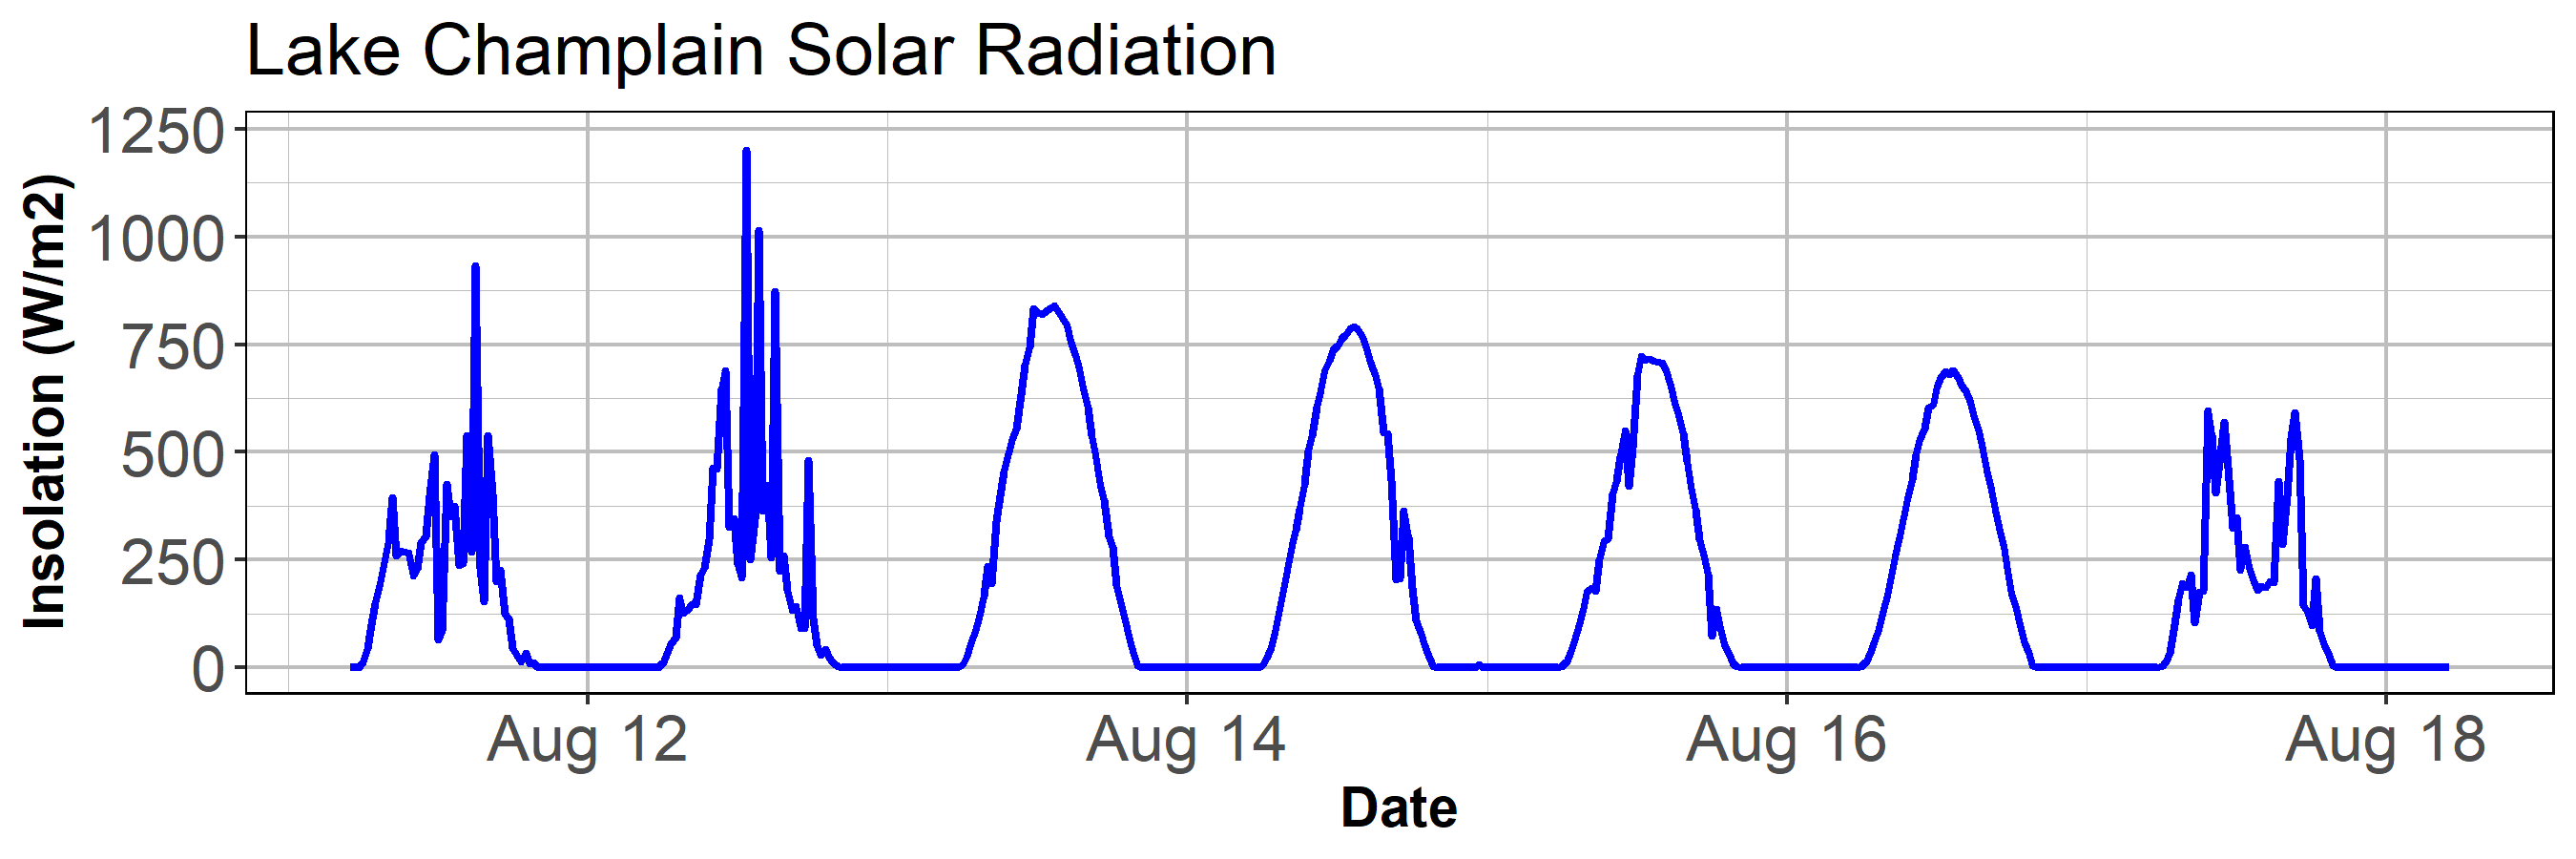 Lake Champlain Solar Radiation
Insolation (W/m2)
1250
1000
750
500
250
0
Aug 12 Aug 14 Aug 16 Aug 18
Date